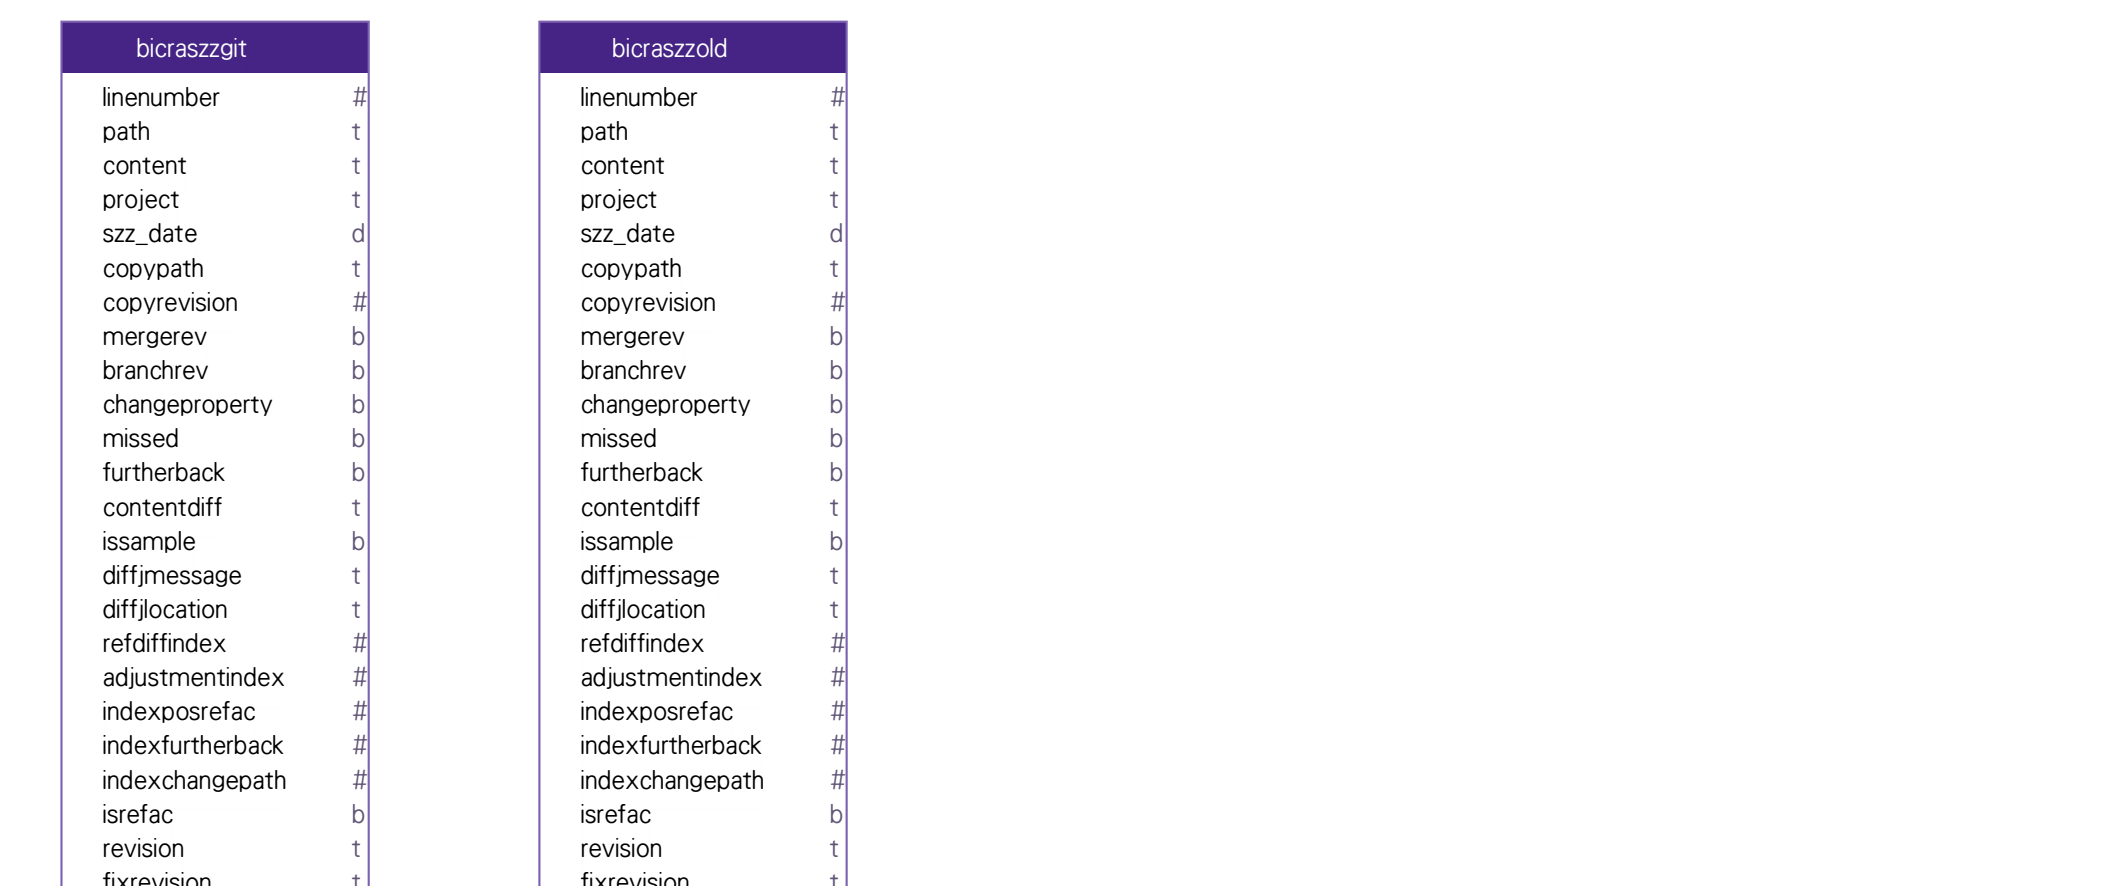 bicraszzgit
linenumber #
path t
content t
project t
szz_date d
copypath t
copyrevision #
mergerev b
branchrev b
changeproperty b
missed b
furtherback b
contentdiff t
issample b
diffjmessage t
diffjlocation t
refdiffindex #
adjustmentindex #
indexposrefac #
indexfurtherback #
indexchangepath #
isrefac b
revision t
fixrevision t
bicraszzold
linenumber #
path t
content t
project t
szz_date d
copypath t
copyrevision #
mergerev b
branchrev b
changeproperty b
missed b
furtherback b
contentdiff t
issample b
diffjmessage t
diffjlocation t
refdiffindex #
adjustmentindex #
indexposrefac #
indexfurtherback #
indexchangepath #
isrefac b
revision t
fixrevision t